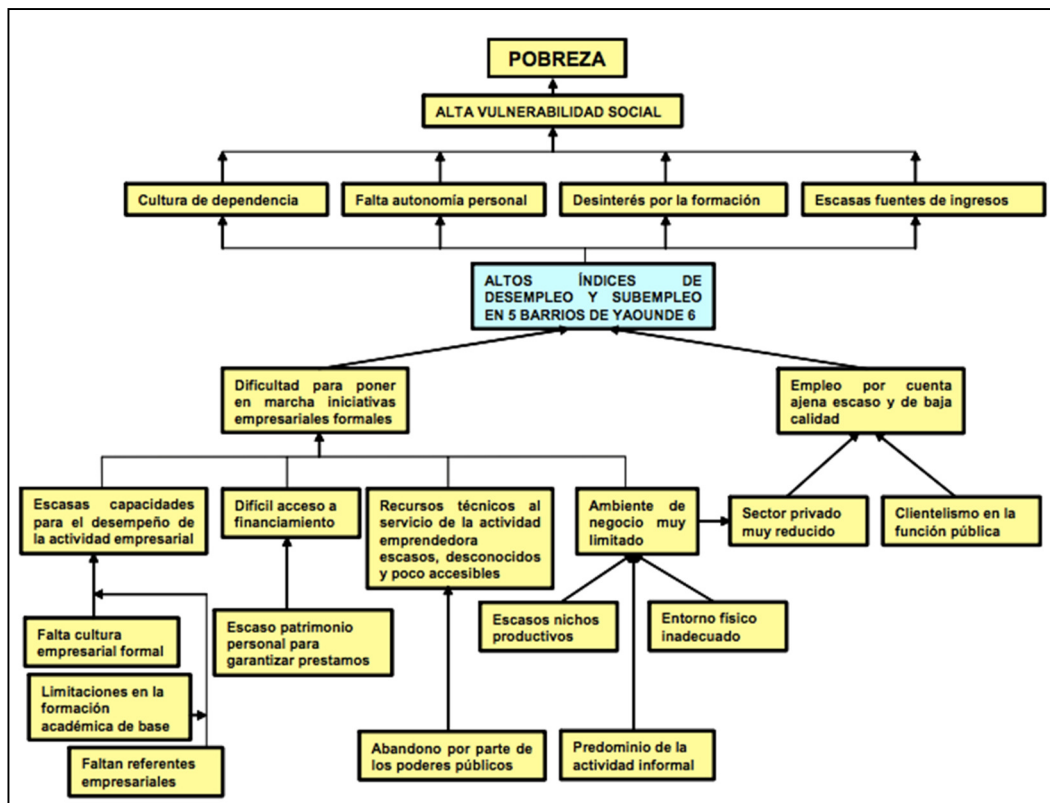 POBREZA
ALTA VULNERABILIDAD SOCIAL
Cultura de dependencia
Falta autonomía personal
Desinterés por la formación
Escasas fuentes de ingresos
ALTOS ÍNDICES DE
DESEMPLEO Y SUBEMPLEO
EN 5 BARRIOS DE YAOUNDE 6
Dificultad para poner
en marcha iniciativas
empresariales formales
Empleo por cuenta
ajena escaso y de baja
calidad
Escasas capacidades
para el desempeño de
la actividad empresarial
Difícil acceso a
financiamiento
Recursos técnicos al
servicio de la actividad
emprendedora
escasos, desconocidos
y poco accesibles
Ambiente de
negocio muy
limitado
Sector privado
muy reducido
Clientelismo en la
función pública
Falta cultura
empresarial formal
Escaso patrimonio
personal para
garantizar prestamos
Escasos nichos
productivos
Entorno físico
inadecuado
Limitaciones en la
formación
académica de base
Faltan referentes
empresariales
Abandono por parte de
los poderes públicos
Predominio de la
actividad informal